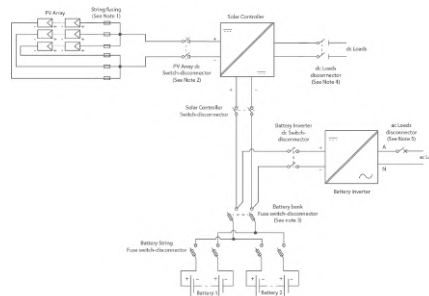 PV Array
String fusing
(See Note 1)
Solar Controller
PV Array dc
Switch-disconnector
(See Note 2)
dc Loads
dc Loads
disconnector
(See Note 4)
Solar Controller
Switch-disconnector
Battery Inverter
dc Switch-
disconnector
ac Loads
disconnector
(See Note 5)
A
N
ac Lo
Battery Inverter
Battery bank
Fuse switch-disconnector
(See note 3)
Battery String
Fuse switch-disconnector
Battery 1
Battery 2